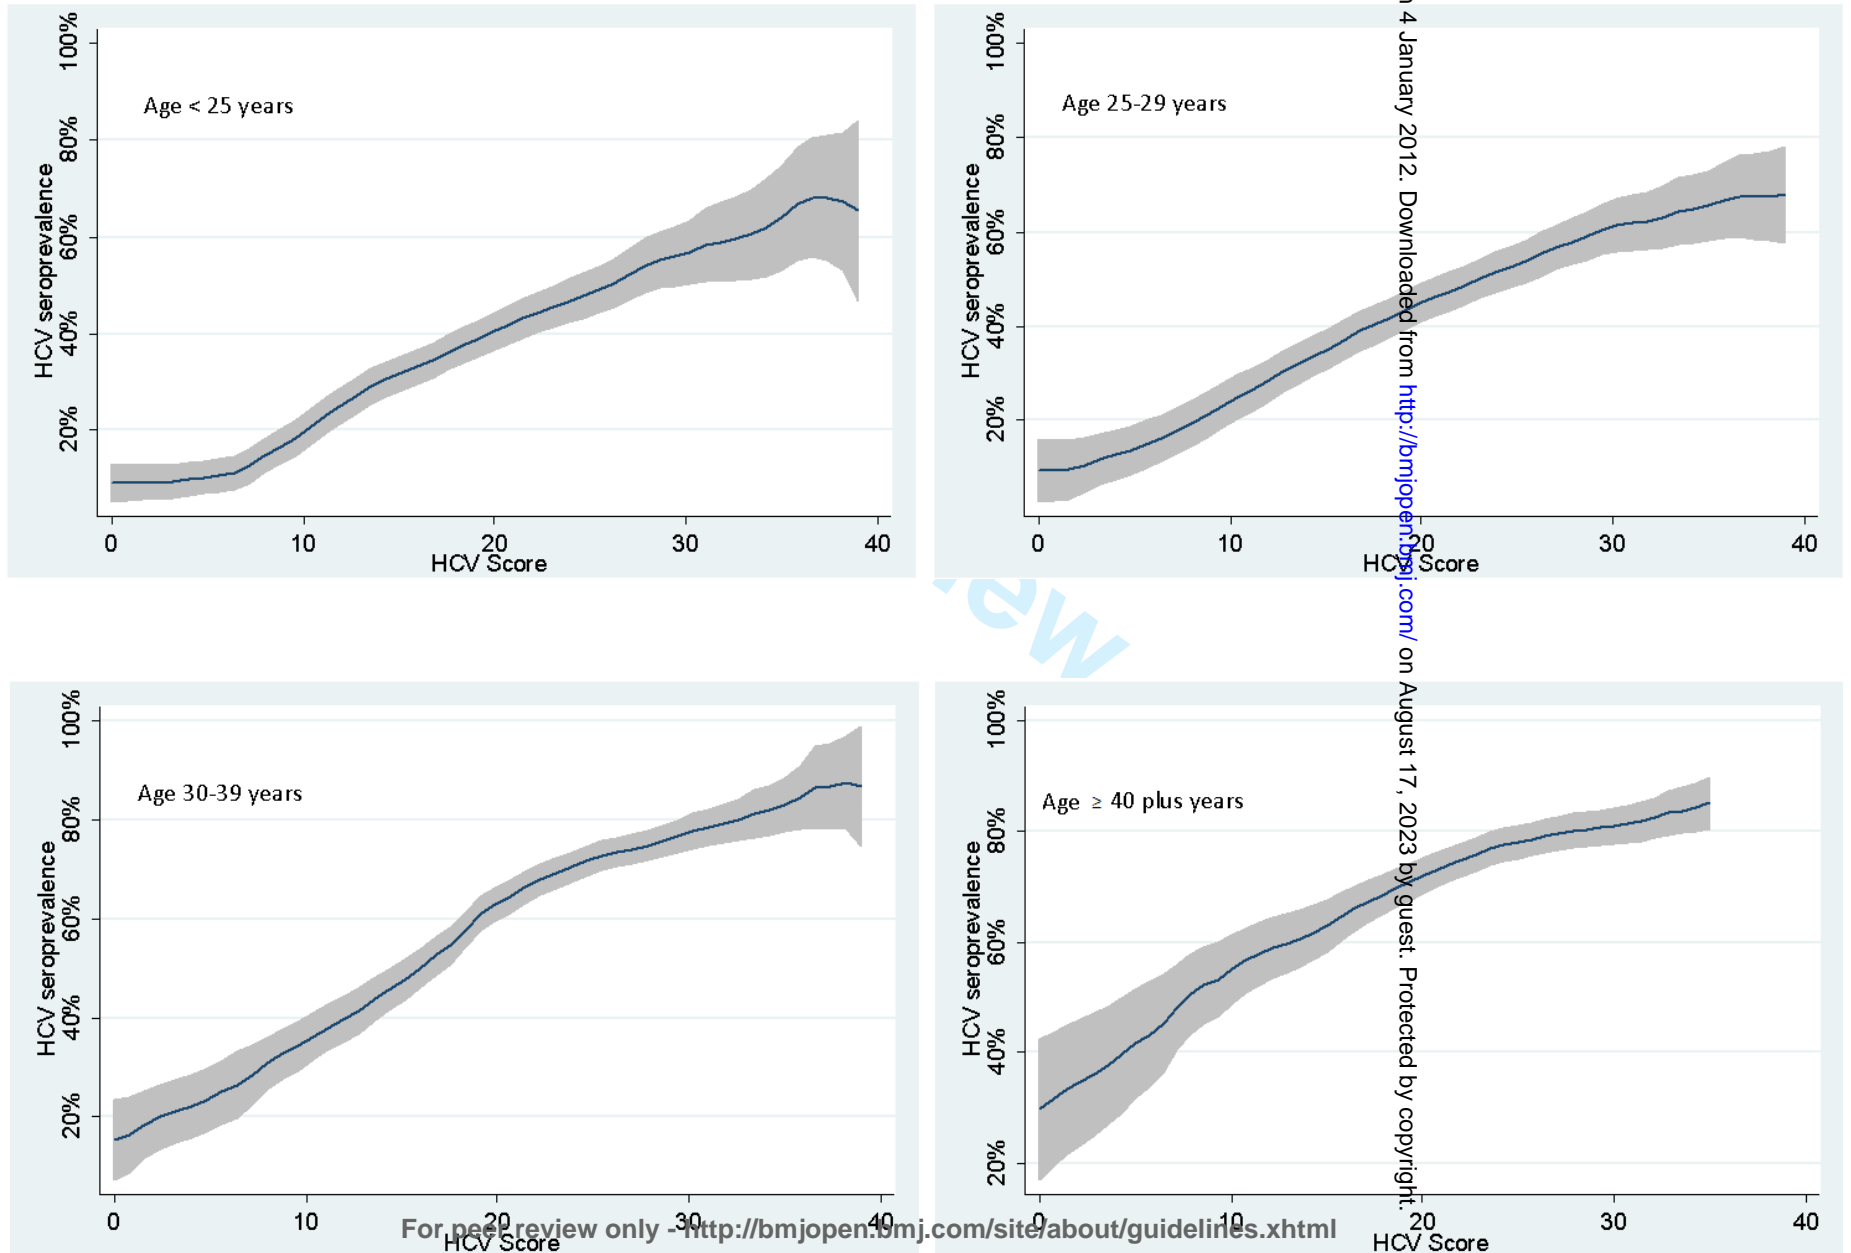 100%
80%
60%
40%
20%
HCV seroprevalence
Age < 25 years
0 10 20 30 40
HCV Score
100%
80%
60%
40%
20%
HCV seroprevalence
Age 25-29 years
0 10 20 30 40
HCV Score
4 January 2012. Downloaded from http://bmjopen.bmj.com/ on August 17, 2023 by guest. Protected by copyright.
100%
80%
60%
40%
20%
HCV seroprevalence
Age 30-39 years
0 10 20 30 40
HCV Score
100%
80%
60%
40%
20%
HCV seroprevalence
Age ≥ 40 plus years
0 10 20 30 40
HCV Score
For peer review only - http://bmjopen.bmj.com/site/about/guidelines.xhtml